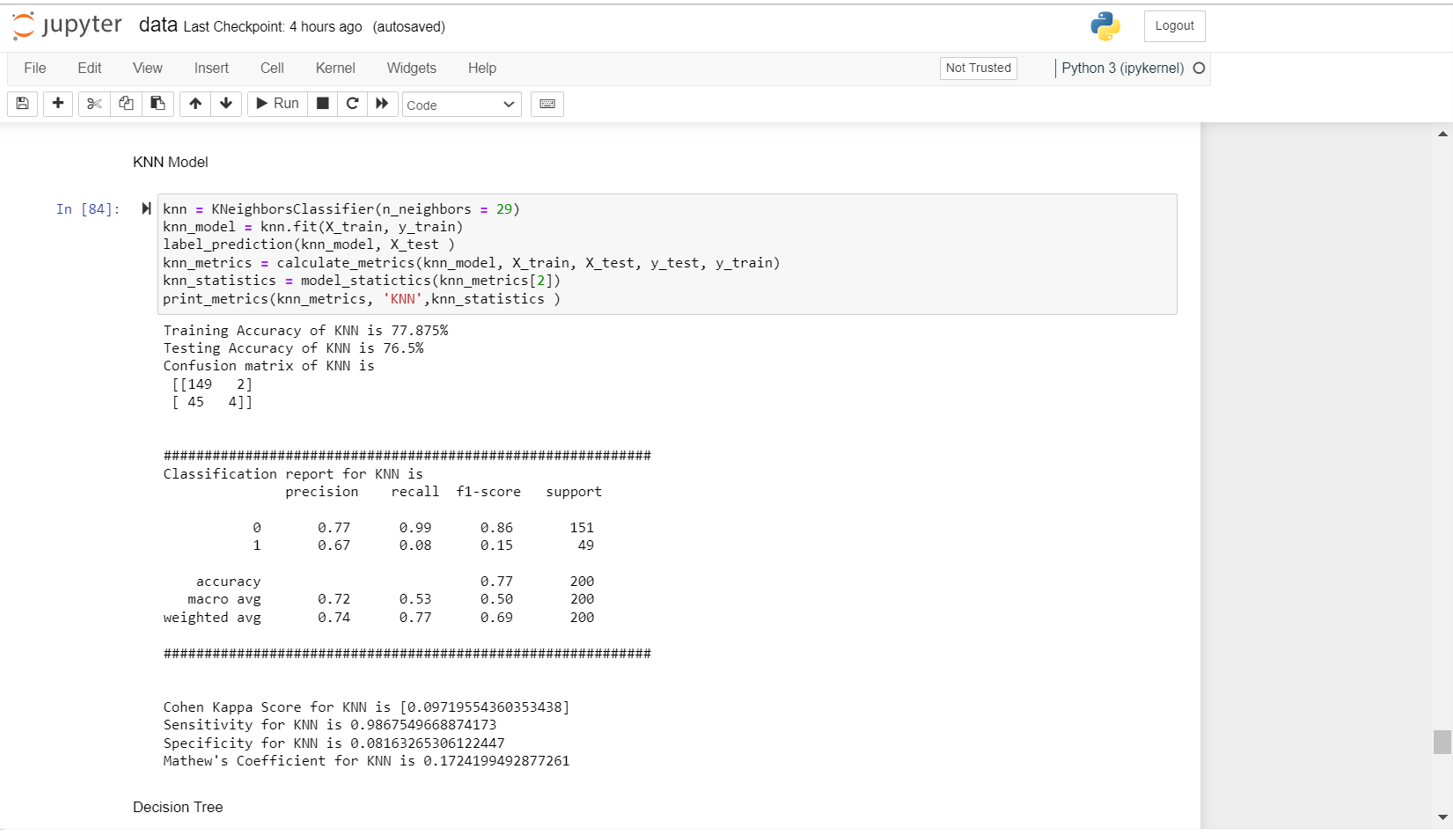 jupyter data Last Checkpoint: 4 hours ago (autosaved) Logout
File Edit View Insert Cell Kernel Widgets Help Not Trusted Python 3 (ipykernel)
Run Code
KNN Model
In [84]: knn = KNeighborsClassifier(n_neighbors = 29)
knn_model = knn.fit(X_train, y_train)
label_prediction(knn_model, X_test )
knn_metrics = calculate_metrics(knn_model, X_train, X_test, y_test, y_train)
knn_statistics = model_statictics(knn_metrics[2])
print_metrics(knn_metrics, 'KNN',knn_statistics )
Training Accuracy of KNN is 77.875%
Testing Accuracy of KNN is 76.5%
Confusion matrix of KNN is
[[149 2]
[ 45 4]]
############################################################
Classification report for KNN is
precision recall f1-score support
0 0.77 0.99 0.86 151
1 0.67 0.08 0.15 49
accuracy 0.77 200
macro avg 0.72 0.53 0.50 200
weighted avg 0.74 0.77 0.69 200
############################################################
Cohen Kappa Score for KNN is [0.09719554360353438]
Sensitivity for KNN is 0.9867549668874173
Specificity for KNN is 0.08163265306122447
Mathew's Coefficient for KNN is 0.1724199492877261
Decision Tree